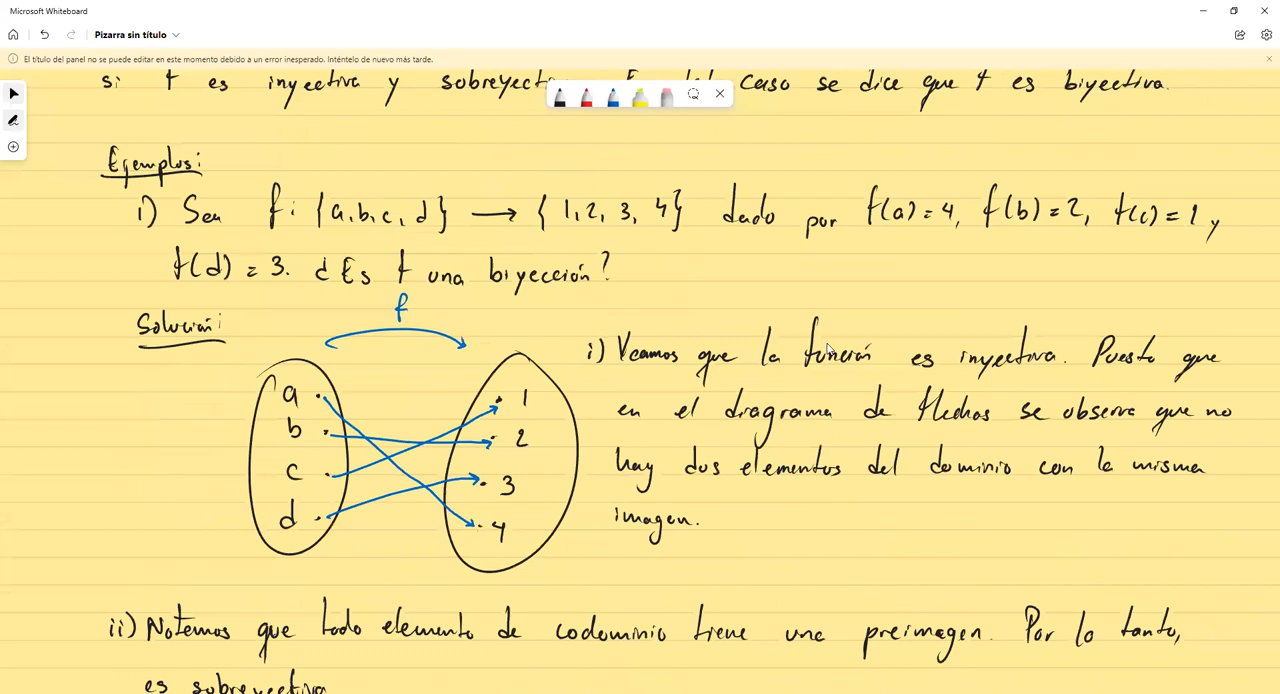 Microsoft Whiteboard
Pizarra sin título
El título del panel no se puede editar en este momento debido a un error inesperado. Inténtelo de nuevo más tarde.
si f es inyectiva y caso se dice que f es biyectiva.
Ejemplos:
1) Sea f: {a,b,c,d} → {1,2,3,4} dado por f(a)=4, f(b)=2, f(c)=1 y
f(d)=3. ¿Es f una biyección?
f
Solución:
a
b
c
d
1
2
3
4
i) Veamos que la función es inyectiva. Puesto que
en el diagrama de flechas se observa que no
hay dos elementos del dominio con la misma
imagen.
ii) Notemos que todo elemento de codominio tiene una preimagen. Por lo tanto,
es sobreyectiva